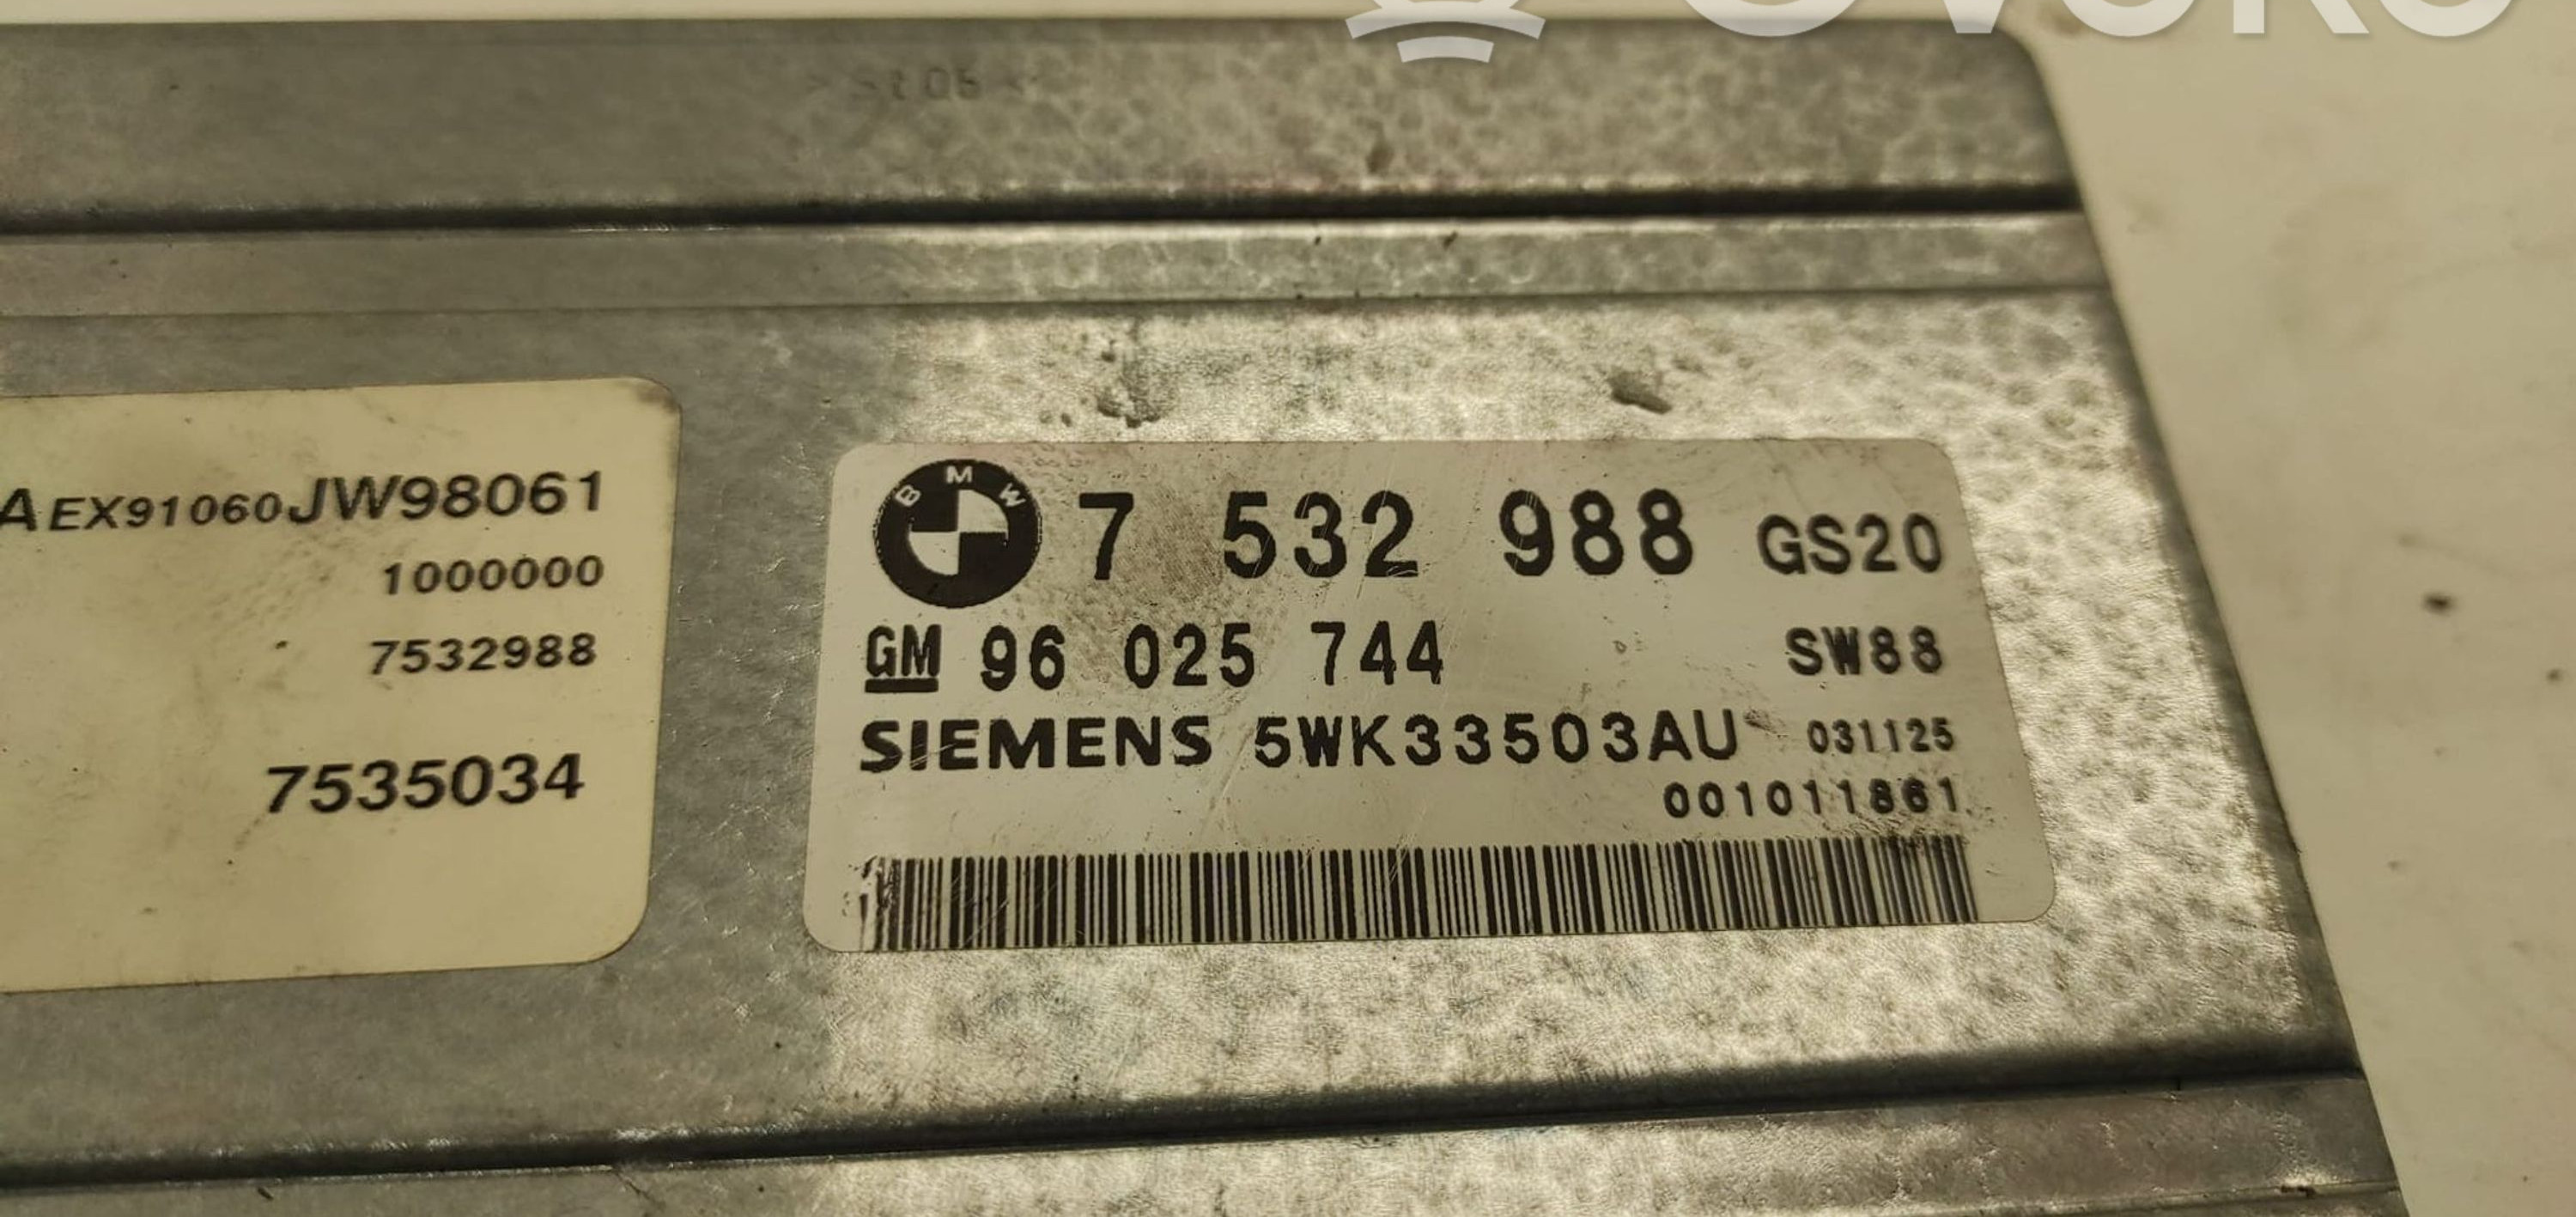 AEX91060JW98061
1000000
7532988
7535034
BMW 7 532 988 GS20
GM 96 025 744 SW88
SIEMENS 5WK33503AU 031125
001011861